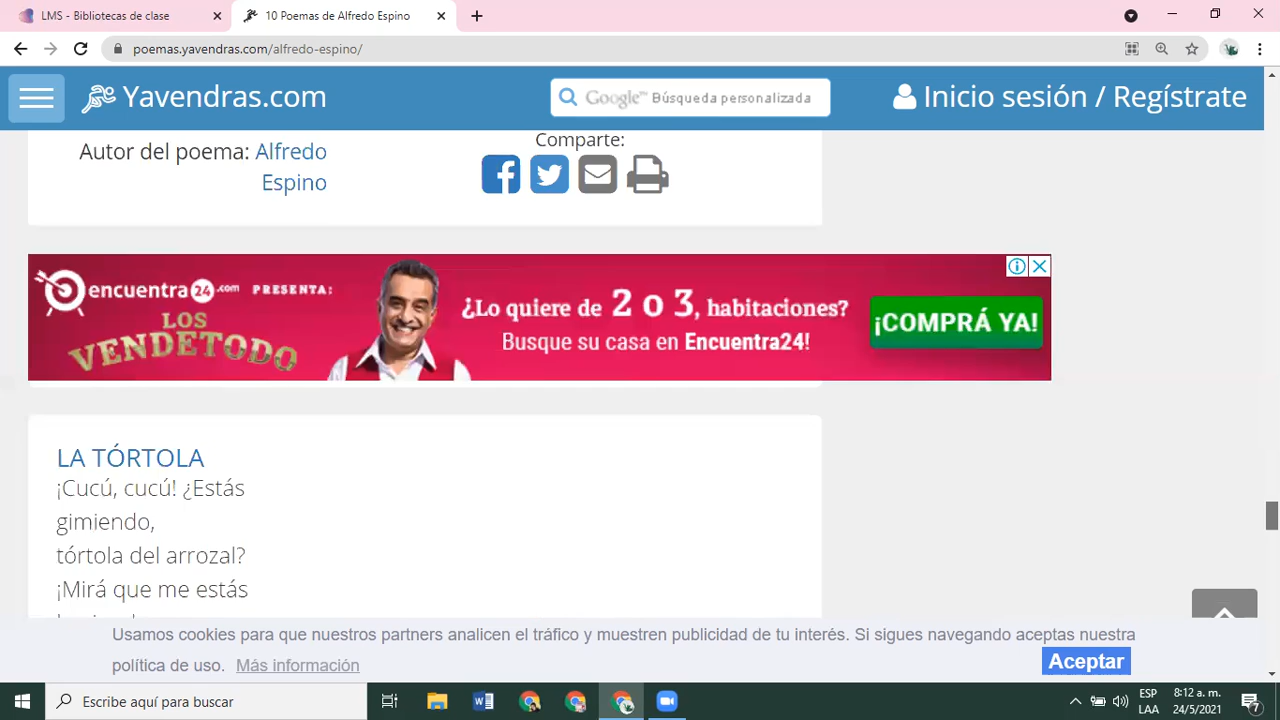 LMS - Bibliotecas de clase
10 Poemas de Alfredo Espino
poemas.yavendras.com/alfredo-espino/
Yavendras.com
Google Búsqueda personalizada
Inicio sesión / Regístrate
Autor del poema: Alfredo
Espino
Comparte:
encuentra24.com PRESENTA:
LOS
VENDETODO
¿Lo quiere de 2 o 3, habitaciones?
Busque su casa en Encuentra24!
¡COMPRÁ YA!
LA TÓRTOLA
¡Cucú, cucú! ¿Estás
gimiendo,
tórtola del arrozal?
¡Mirá que me estás
Usamos cookies para que nuestros partners analicen el tráfico y muestren publicidad de tu interés. Si sigues navegando aceptas nuestra
política de uso. Más información
Aceptar
Escribe aquí para buscar
ESP
LAA
8:12 a. m.
24/5/2021
7